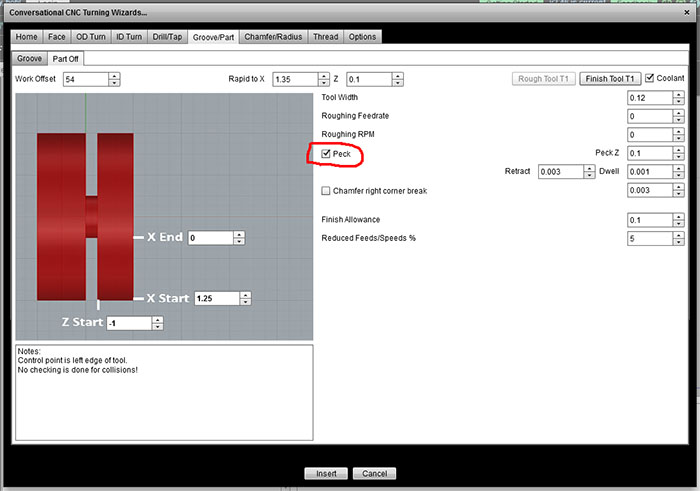 Conversational CNC Turning Wizards...
Home Face OD Turn ID Turn Drill/Tap Groove/Part Chamfer/Radius Thread Options
Groove Part Off
Work Offset 54 Rapid to X 1.35 Z 0.1 Rough Tool T1 Finish Tool T1 Coolant
Tool Width 0.12
Roughing Feedrate 0
Roughing RPM 0
Peck Peck Z 0.1
Retract 0.003 Dwell 0.001
Chamfer right corner break 0.003
Finish Allowance 0.1
Reduced Feeds/Speeds % 5
X End 0
X Start 1.25
Z Start -1
Notes:
Control point is left edge of tool.
No checking is done for collisions!
Insert Cancel